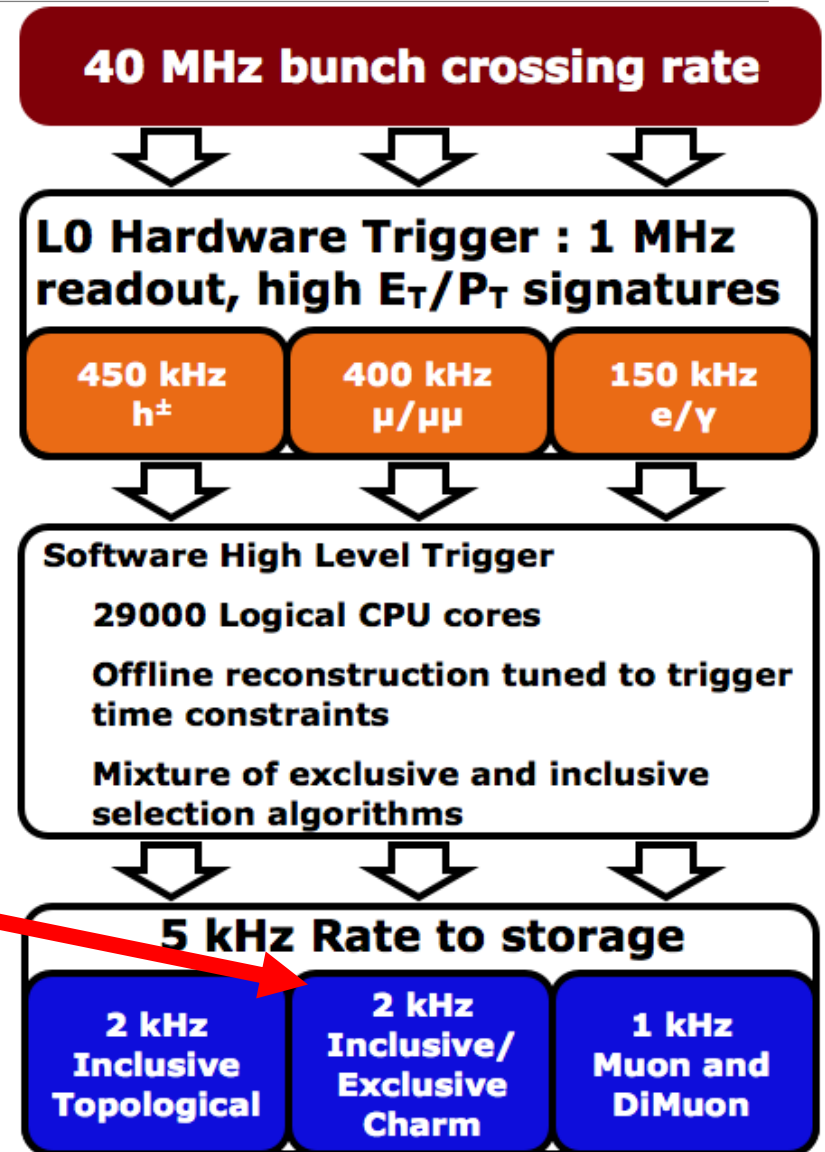 40 MHz bunch crossing rate
L0 Hardware Trigger : 1 MHz
readout, high E_T/P_T signatures
450 kHz
h±
400 kHz
μ/μμ
150 kHz
e/γ
Software High Level Trigger
29000 Logical CPU cores
Offline reconstruction tuned to trigger
time constraints
Mixture of exclusive and inclusive
selection algorithms
5 kHz Rate to storage
2 kHz
Inclusive
Topological
2 kHz
Inclusive/
Exclusive
Charm
1 kHz
Muon and
DiMuon